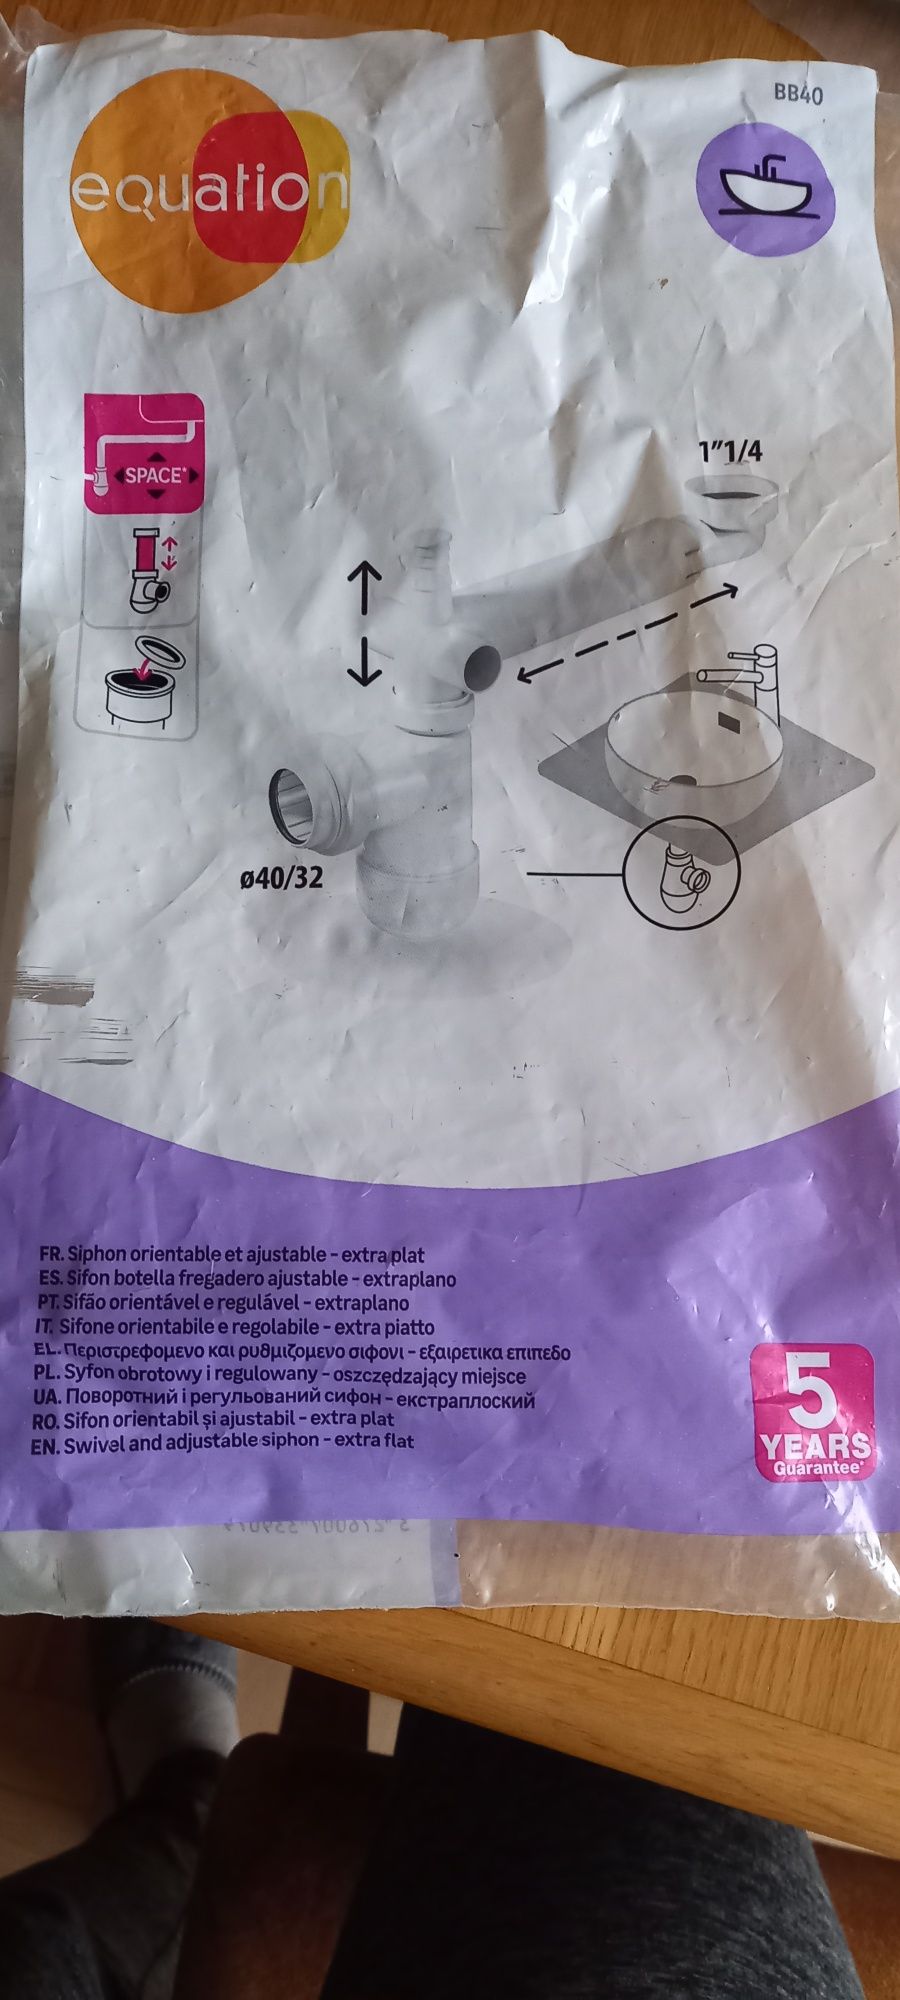 BB40
equation
1"1/4
SPACE*
ø40/32
FR. Siphon orientable et ajustable - extra plat
ES. Sifon botella fregadero ajustable - extraplano
PT. Sifão orientável e regulável - extraplano
IT. Sifone orientabile e regolabile - extra piatto
EL. Περιστρεφομενο και ρυθμιζομενο σιφονι - εξαιρετικα επιπεδο
PL. Syfon obrotowy i regulowany - oszczędzający miejsce
UA. Поворотний і регульований сифон - екстраплоский
RO. Sifon orientabil și ajustabil - extra plat
EN. Swivel and adjustable siphon - extra flat
5
YEARS
Guarantee*